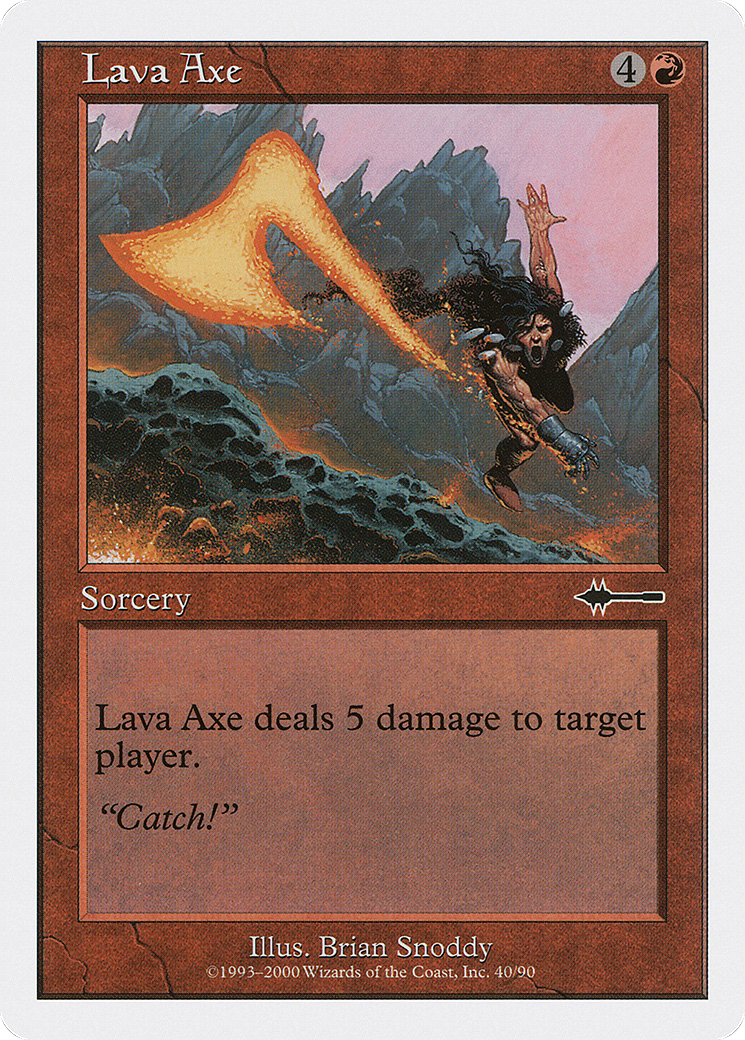 Lava Axe 4
Sorcery
Lava Axe deals 5 damage to target
player.
“Catch!”
Illus. Brian Snoddy
©1993–2000 Wizards of the Coast, Inc. 40/90